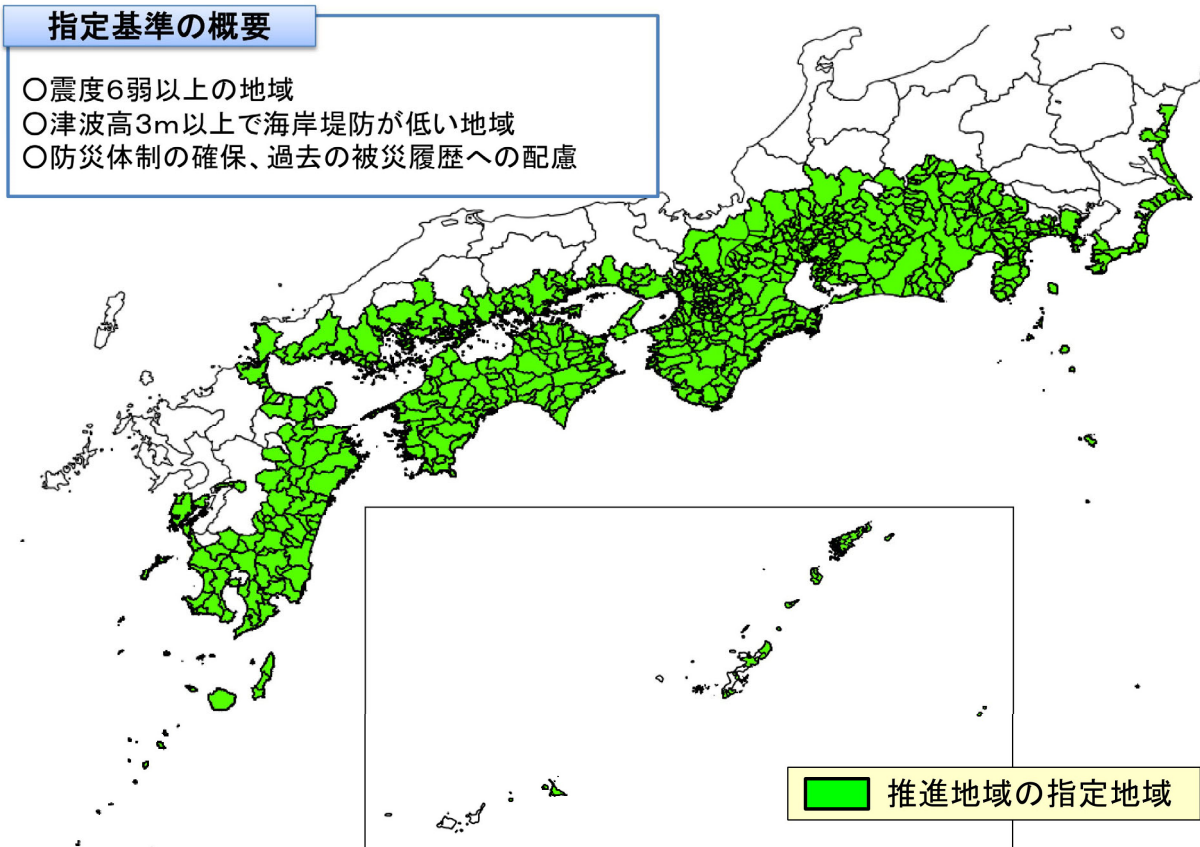 指定基準の概要
○震度6弱以上の地域
○津波高3m以上で海岸堤防が低い地域
○防災体制の確保、過去の被災履歴への配慮
推進地域の指定地域